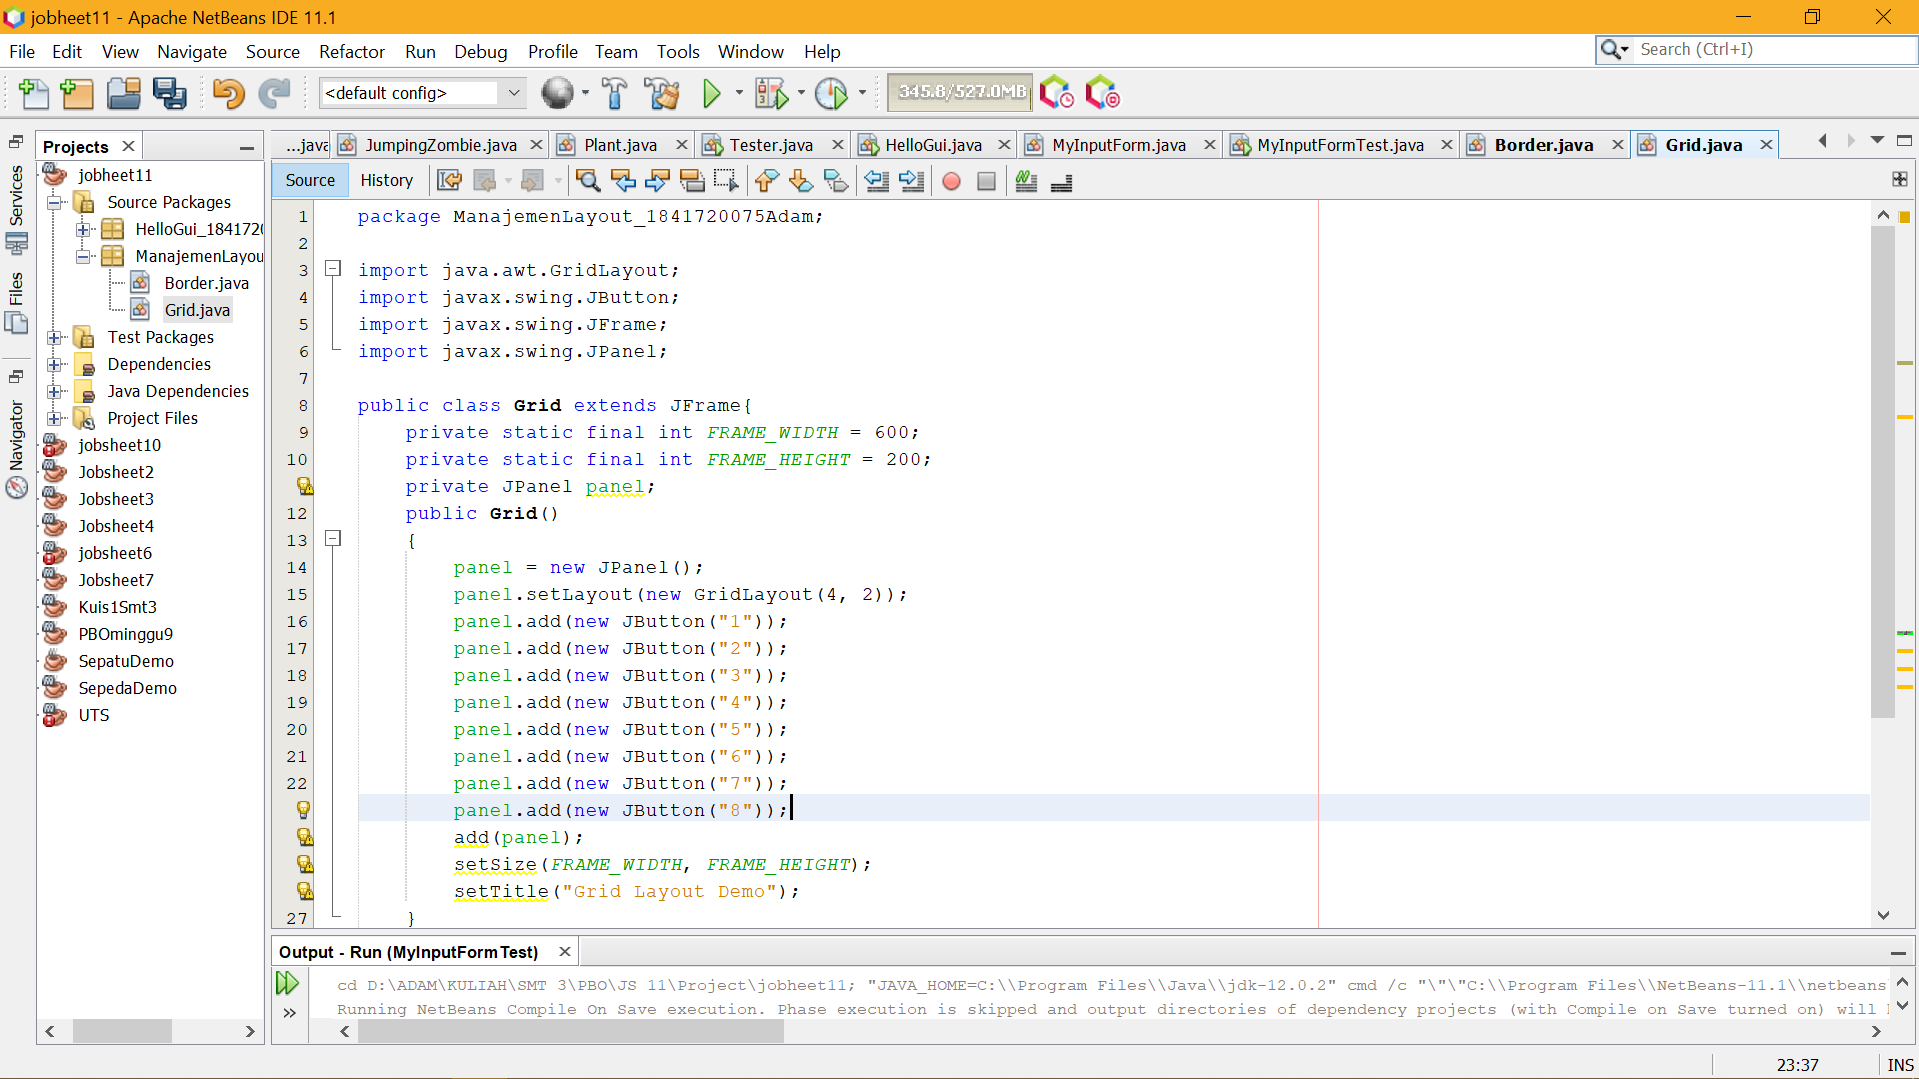 jobheet11 - Apache NetBeans IDE 11.1
File Edit View Navigate Source Refactor Run Debug Profile Team Tools Window Help
Search (Ctrl+I)
<default config>
345.8/527.0MB
Projects
...java JumpingZombie.java Plant.java Tester.java HelloGui.java MyInputForm.java MyInputFormTest.java Border.java Grid.java
Source History
Services
Files
Navigator
jobheet11
Source Packages
HelloGui_184172
ManajemenLayou
Border.java
Grid.java
Test Packages
Dependencies
Java Dependencies
Project Files
jobsheet10
Jobsheet2
Jobsheet3
Jobsheet4
jobsheet6
Jobsheet7
Kuis1Smt3
PBOminggu9
SepatuDemo
SepedaDemo
UTS
1 package ManajemenLayout_1841720075Adam;
2
3 import java.awt.GridLayout;
4 import javax.swing.JButton;
5 import javax.swing.JFrame;
6 import javax.swing.JPanel;
7
8 public class Grid extends JFrame{
9 private static final int FRAME_WIDTH = 600;
10 private static final int FRAME_HEIGHT = 200;
private JPanel panel;
12 public Grid()
13 {
14 panel = new JPanel();
15 panel.setLayout(new GridLayout(4, 2));
16 panel.add(new JButton("1"));
17 panel.add(new JButton("2"));
18 panel.add(new JButton("3"));
19 panel.add(new JButton("4"));
20 panel.add(new JButton("5"));
21 panel.add(new JButton("6"));
22 panel.add(new JButton("7"));
panel.add(new JButton("8"));
add(panel);
setSize(FRAME_WIDTH, FRAME_HEIGHT);
setTitle("Grid Layout Demo");
27 }
Output - Run (MyInputFormTest)
cd D:\ADAM\KULIAH\SMT 3\PBO\JS 11\Project\jobheet11; "JAVA_HOME=C:\\Program Files\\Java\\jdk-12.0.2" cmd /c "\"\"C:\\Program Files\\NetBeans-11.1\\netbeans
Running NetBeans Compile On Save execution. Phase execution is skipped and output directories of dependency projects (with Compile on Save turned on) will
23:37 INS